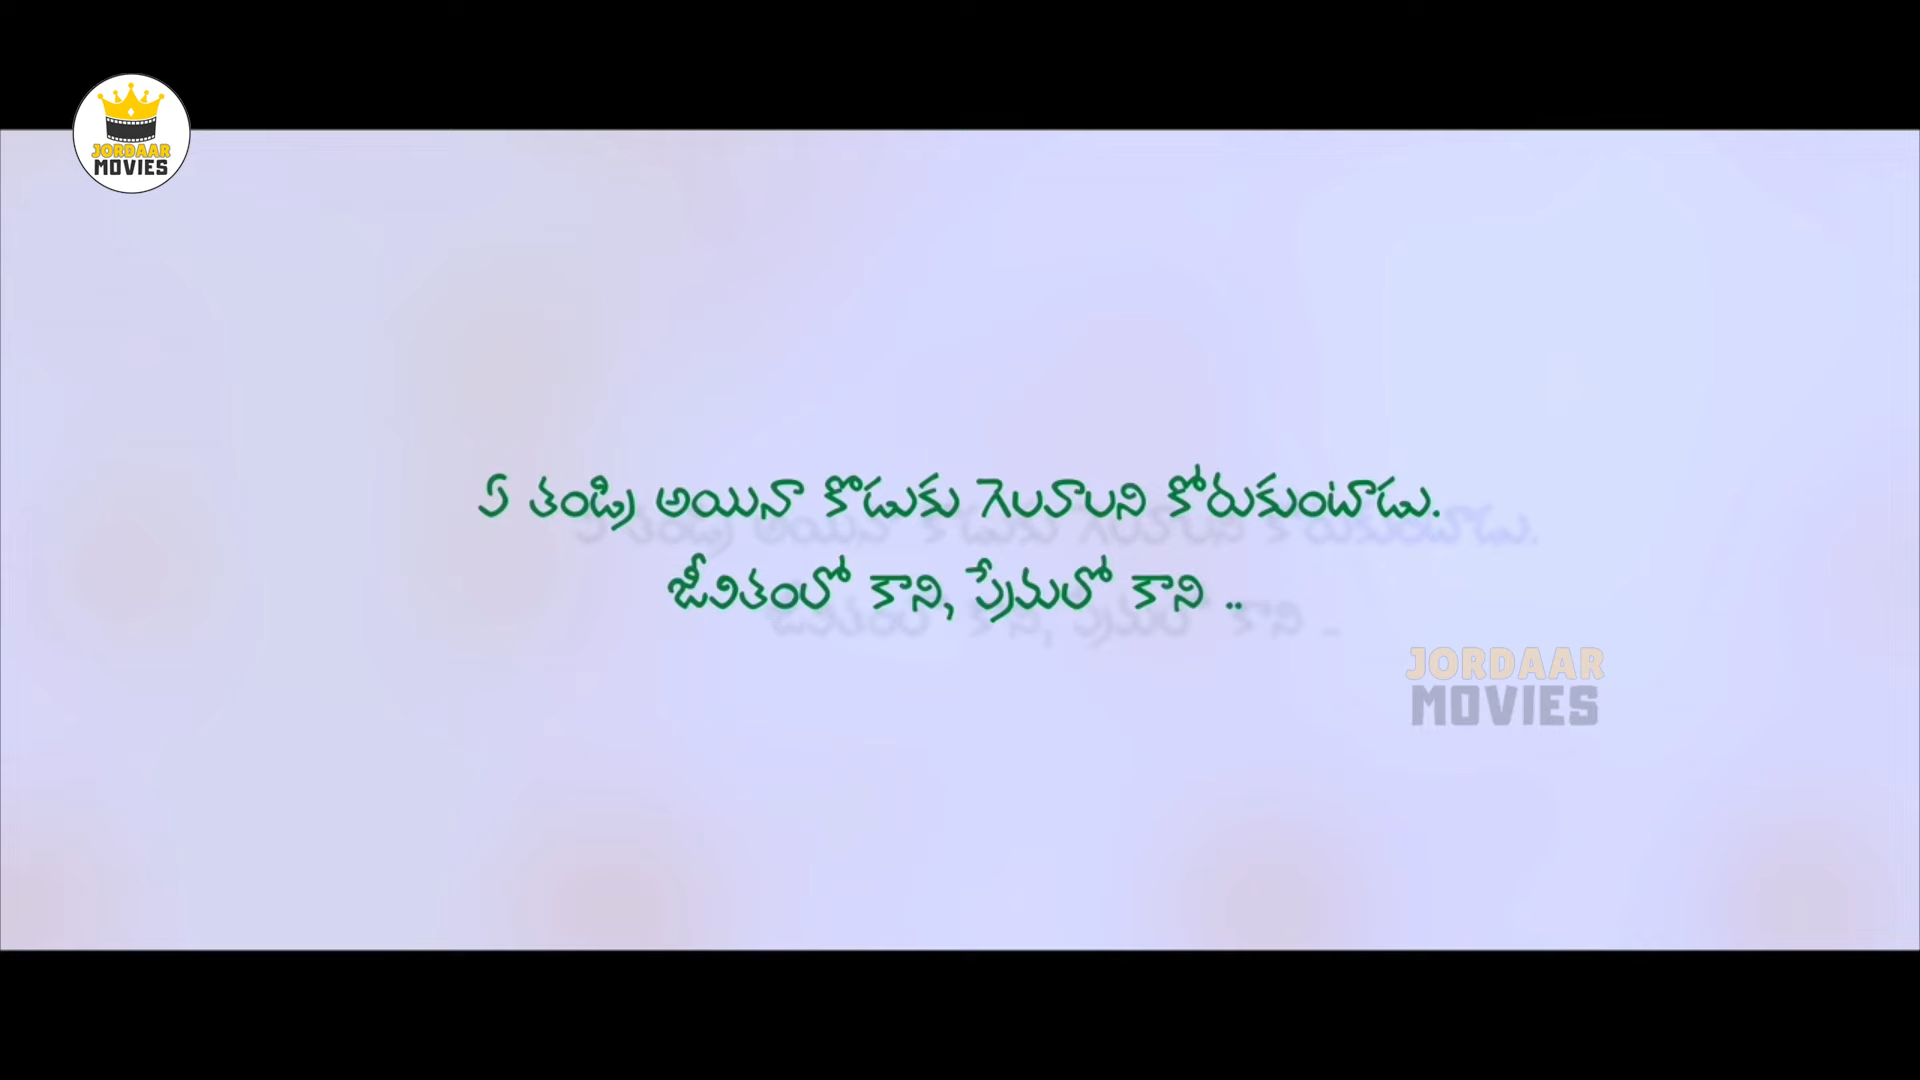 JORDAAR
MOVIES
ఏ తండ్రి అయినా కొడుకు గెలవాలని కోరుకుంటాడు.
జీవితంలో కాని, ప్రేమలో కాని ..
JORDAAR
MOVIES